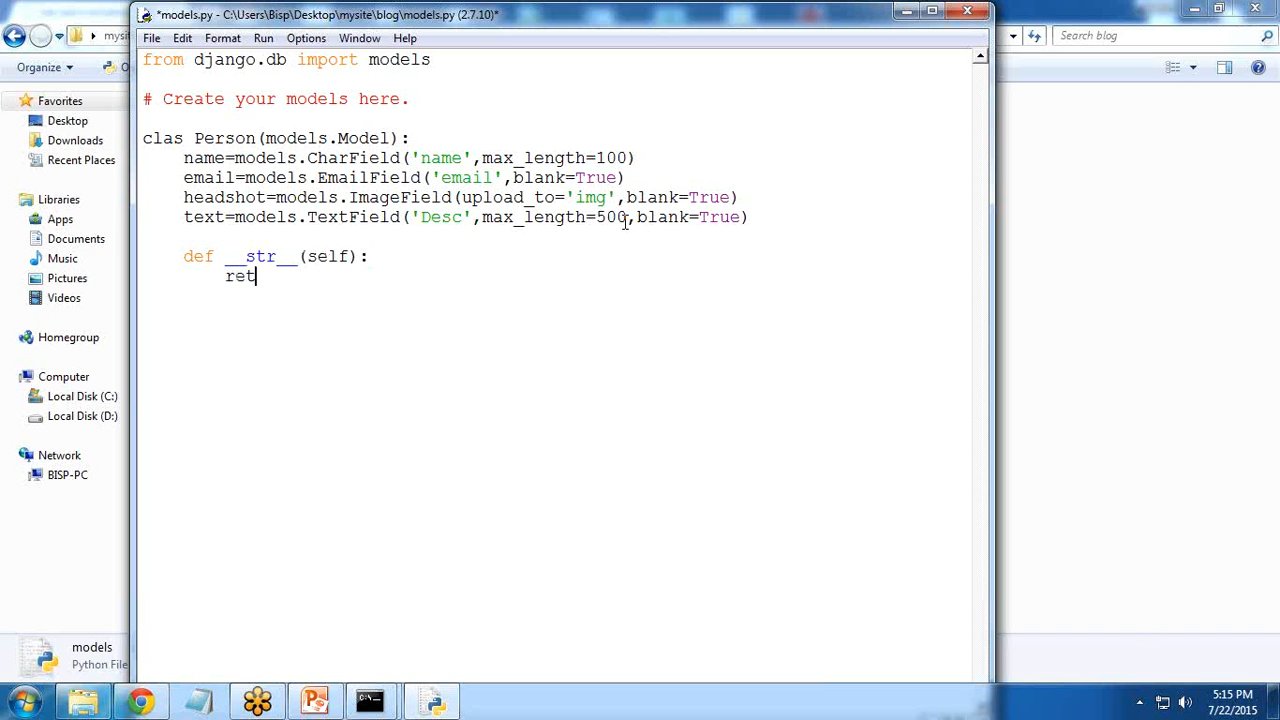 *models.py - C:\Users\Bisp\Desktop\mysite\blog\models.py (2.7.10)*
File Edit Format Run Options Window Help
mysi
Search blog
Organize
O
from django.db import models
# Create your models here.
clas Person(models.Model):
name=models.CharField('name',max_length=100)
email=models.EmailField('email',blank=True)
headshot=models.ImageField(upload_to='img',blank=True)
text=models.TextField('Desc',max_length=500,blank=True)
def __str__(self):
ret
Favorites
Desktop
Downloads
Recent Places
Libraries
Apps
Documents
Music
Pictures
Videos
Homegroup
Computer
Local Disk (C:)
Local Disk (D:)
Network
BISP-PC
models
Python File
5:15 PM
7/22/2015